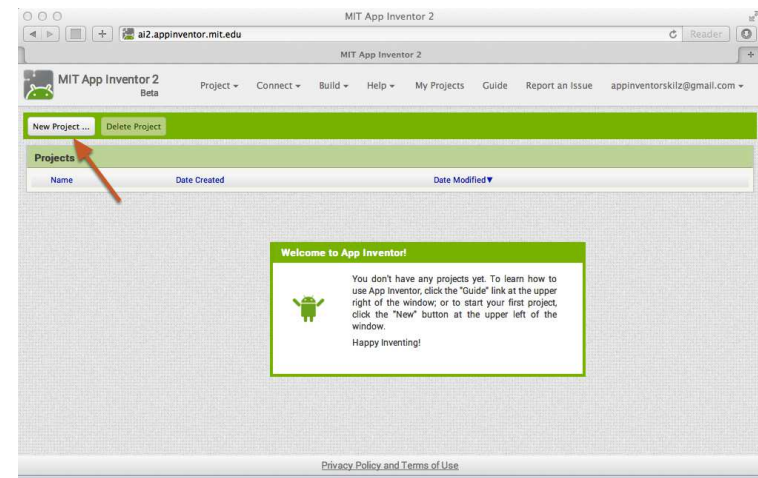 MIT App Inventor 2
ai2.appinventor.mit.edu
Reader
MIT App Inventor 2
MIT App Inventor 2
Beta
Project Connect Build Help My Projects Guide Report an Issue appinventorskilz@gmail.com
New Project ... Delete Project
Projects
Name Date Created Date Modified▼
Welcome to App Inventor!
You don't have any projects yet. To learn how to
use App Inventor, click the "Guide" link at the upper
right of the window; or to start your first project,
click the "New" button at the upper left of the
window.
Happy Inventing!
Privacy Policy and Terms of Use